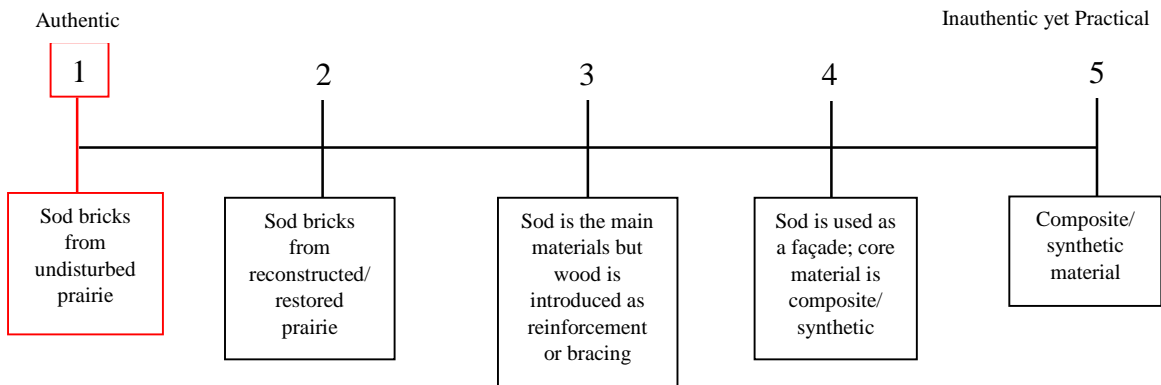 Authentic
Inauthentic yet Practical
1
2
3
4
5
Sod bricks
from
undisturbed
prairie
Sod bricks
from
reconstructed/
restored
prairie
Sod is the main
materials but
wood is
introduced as
reinforcement
or bracing
Sod is used as
a façade; core
material is
composite/
synthetic
Composite/
synthetic
material